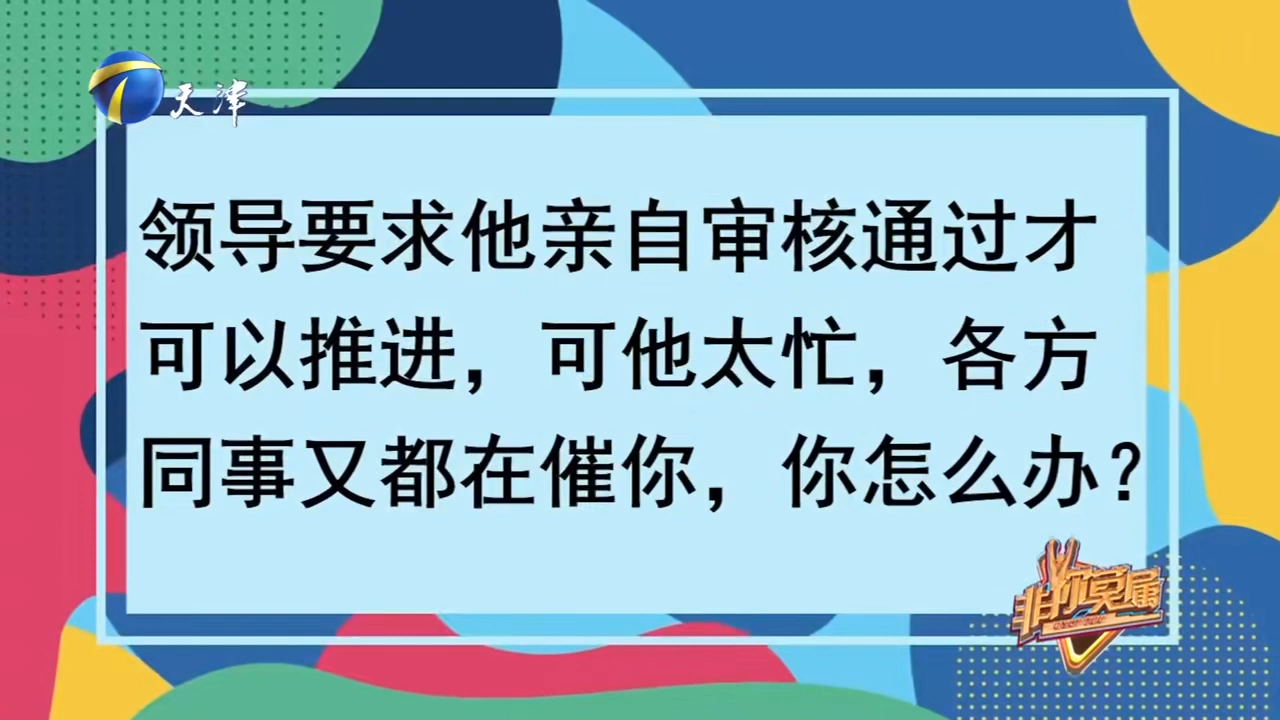 天津
领导要求他亲自审核通过才
可以推进，可他太忙，各方
同事又都在催你，你怎么办？
非你莫属